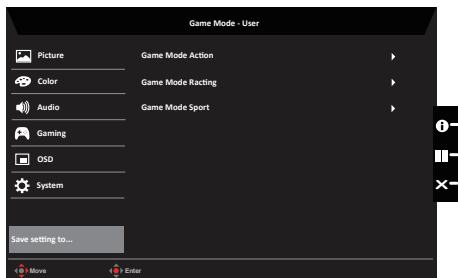 Game Mode - User
Picture
Game Mode Action
Color
Game Mode Racting
Audio
Game Mode Sport
Gaming
OSD
System
Save setting to...
Move
Enter